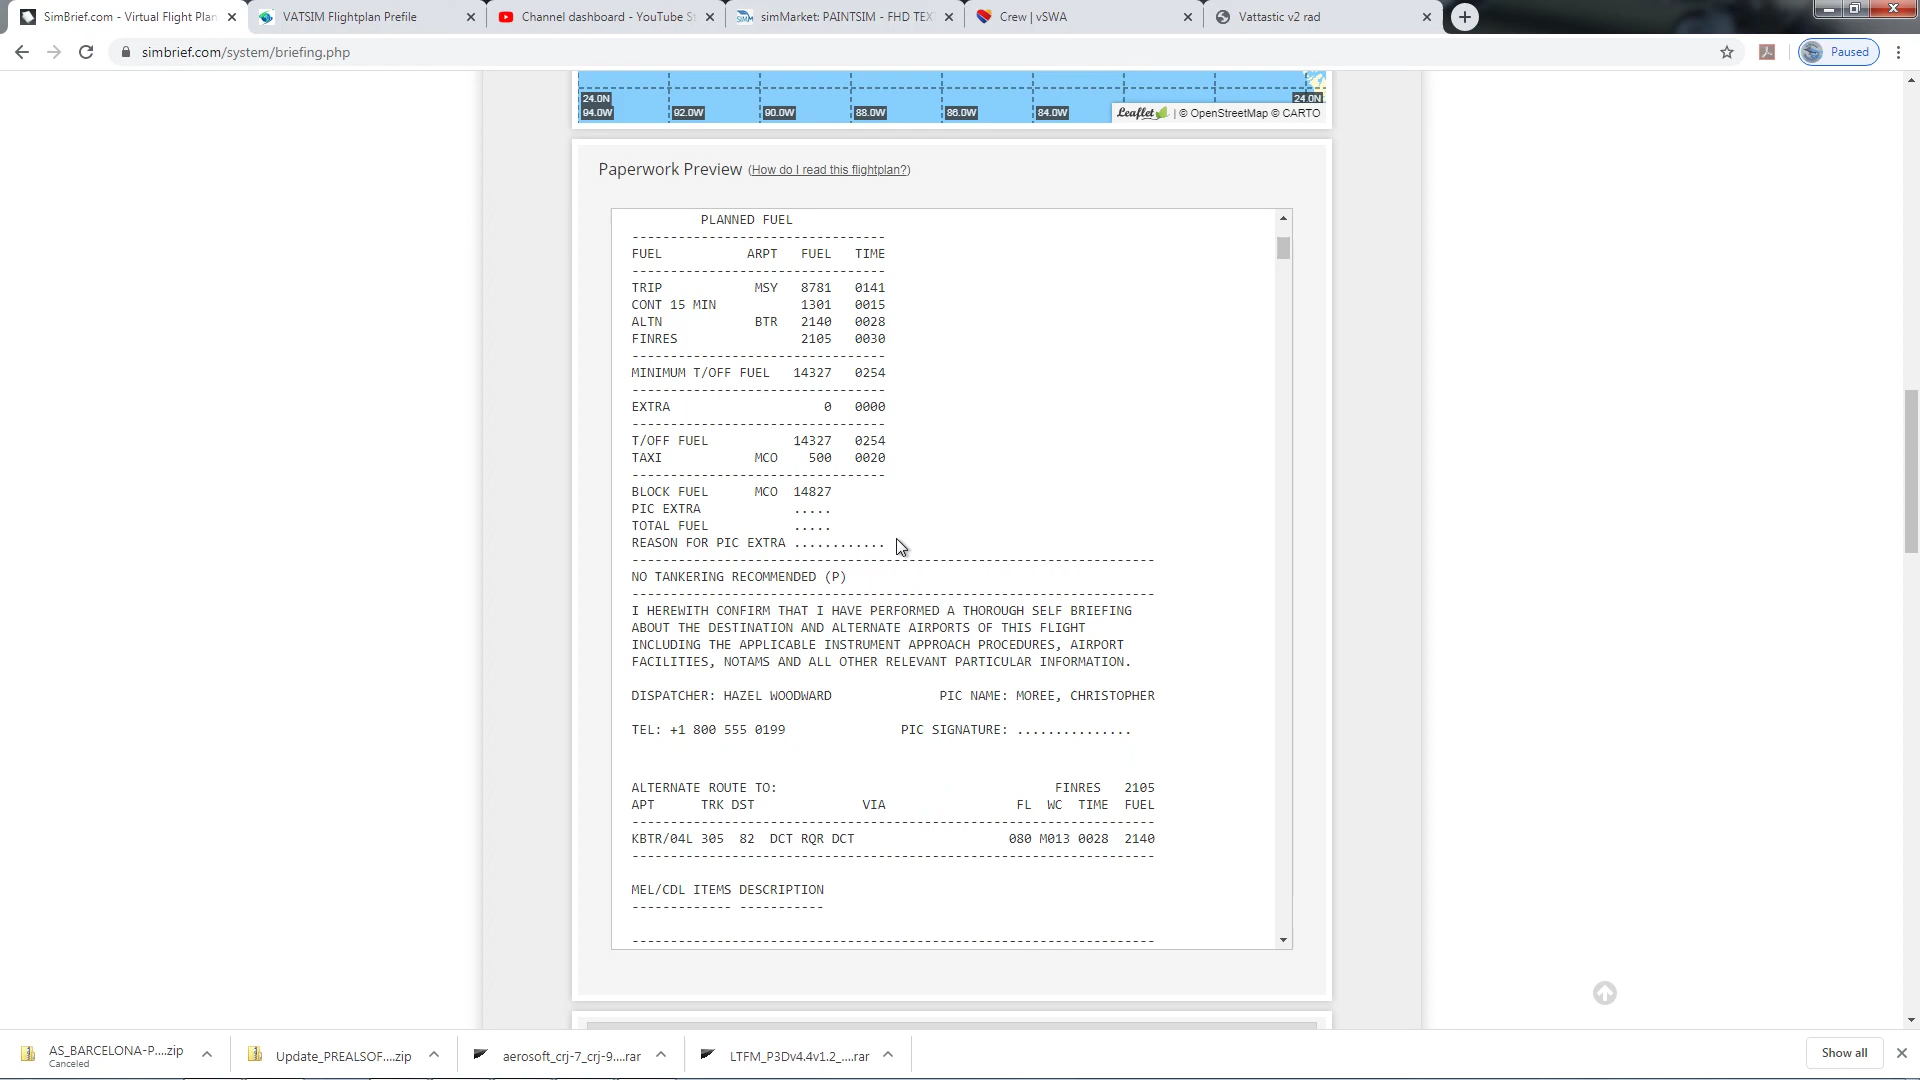 SimBrief.com - Virtual Flight Plan
VATSIM Flightplan Prefile
Channel dashboard - YouTube S
simMarket: PAINTSIM - FHD TEX
Crew | vSWA
Vattastic v2 rad
simbrief.com/system/briefing.php
Paused
24.0N
94.0W
92.0W
90.0W
88.0W
86.0W
84.0W
24.0N
Leaflet | © OpenStreetMap © CARTO
Paperwork Preview (How do I read this flightplan?)
PLANNED FUEL
---------------------------------
FUEL ARPT FUEL TIME
---------------------------------
TRIP MSY 8781 0141
CONT 15 MIN 1301 0015
ALTN BTR 2140 0028
FINRES 2105 0030
---------------------------------
MINIMUM T/OFF FUEL 14327 0254
---------------------------------
EXTRA 0 0000
---------------------------------
T/OFF FUEL 14327 0254
TAXI MCO 500 0020
---------------------------------
BLOCK FUEL MCO 14827
PIC EXTRA .....
TOTAL FUEL .....
REASON FOR PIC EXTRA ............
--------------------------------------------------------------------
NO TANKERING RECOMMENDED (P)
--------------------------------------------------------------------
I HEREWITH CONFIRM THAT I HAVE PERFORMED A THOROUGH SELF BRIEFING
ABOUT THE DESTINATION AND ALTERNATE AIRPORTS OF THIS FLIGHT
INCLUDING THE APPLICABLE INSTRUMENT APPROACH PROCEDURES, AIRPORT
FACILITIES, NOTAMS AND ALL OTHER RELEVANT PARTICULAR INFORMATION.
DISPATCHER: HAZEL WOODWARD PIC NAME: MOREE, CHRISTOPHER
TEL: +1 800 555 0199 PIC SIGNATURE: ...............
ALTERNATE ROUTE TO: FINRES 2105
APT TRK DST VIA FL WC TIME FUEL
--------------------------------------------------------------------
KBTR/04L 305 82 DCT RQR DCT 080 M013 0028 2140
--------------------------------------------------------------------
MEL/CDL ITEMS DESCRIPTION
------------- -----------
--------------------------------------------------------------------
AS_BARCELONA-P....zip
Canceled
Update_PREALSOF....zip
aerosoft_crj-7_crj-9....rar
LTFM_P3Dv4.4v1.2_....rar
Show all